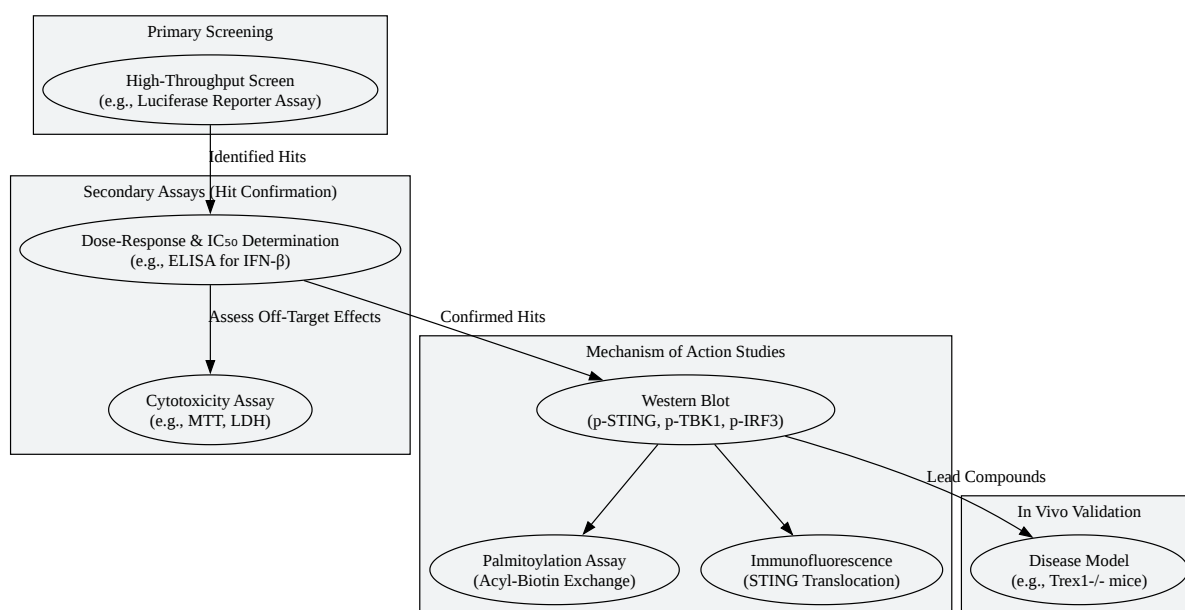 Primary Screening
High-Throughput Screen
(e.g., Luciferase Reporter Assay)
Identified Hits
Secondary Assays (Hit Confirmation)
Dose-Response & IC₅₀ Determination
(e.g., ELISA for IFN-β)
Assess Off-Target Effects
Confirmed Hits
Cytotoxicity Assay
(e.g., MTT, LDH)
Mechanism of Action Studies
Western Blot
(p-STING, p-TBK1, p-IRF3)
Lead Compounds
Palmitoylation Assay
(Acyl-Biotin Exchange)
Immunofluorescence
(STING Translocation)
In Vivo Validation
Disease Model
(e.g., Trex1-/- mice)